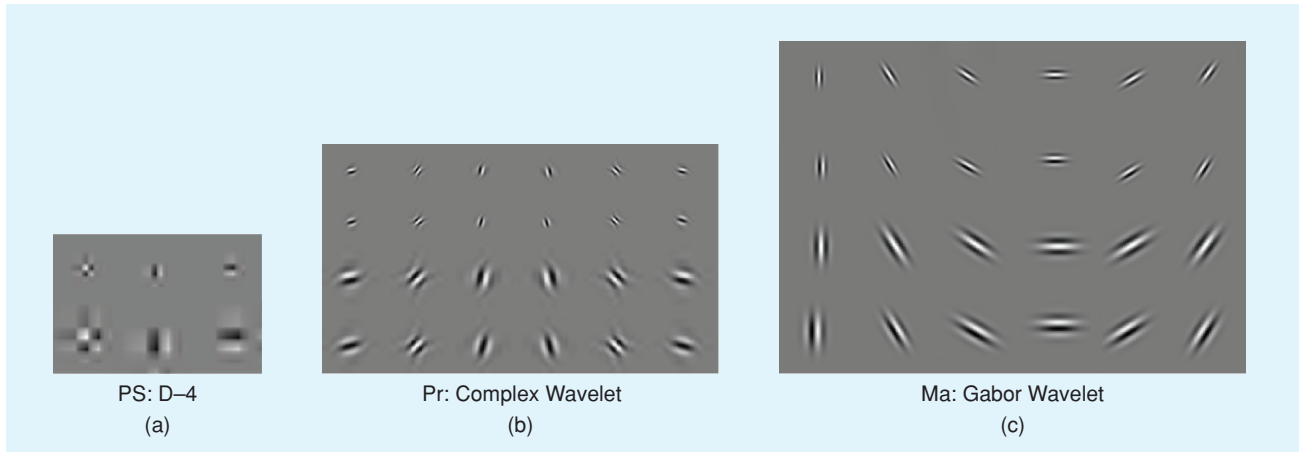 PS: D–4
(a)
Pr: Complex Wavelet
(b)
Ma: Gabor Wavelet
(c)